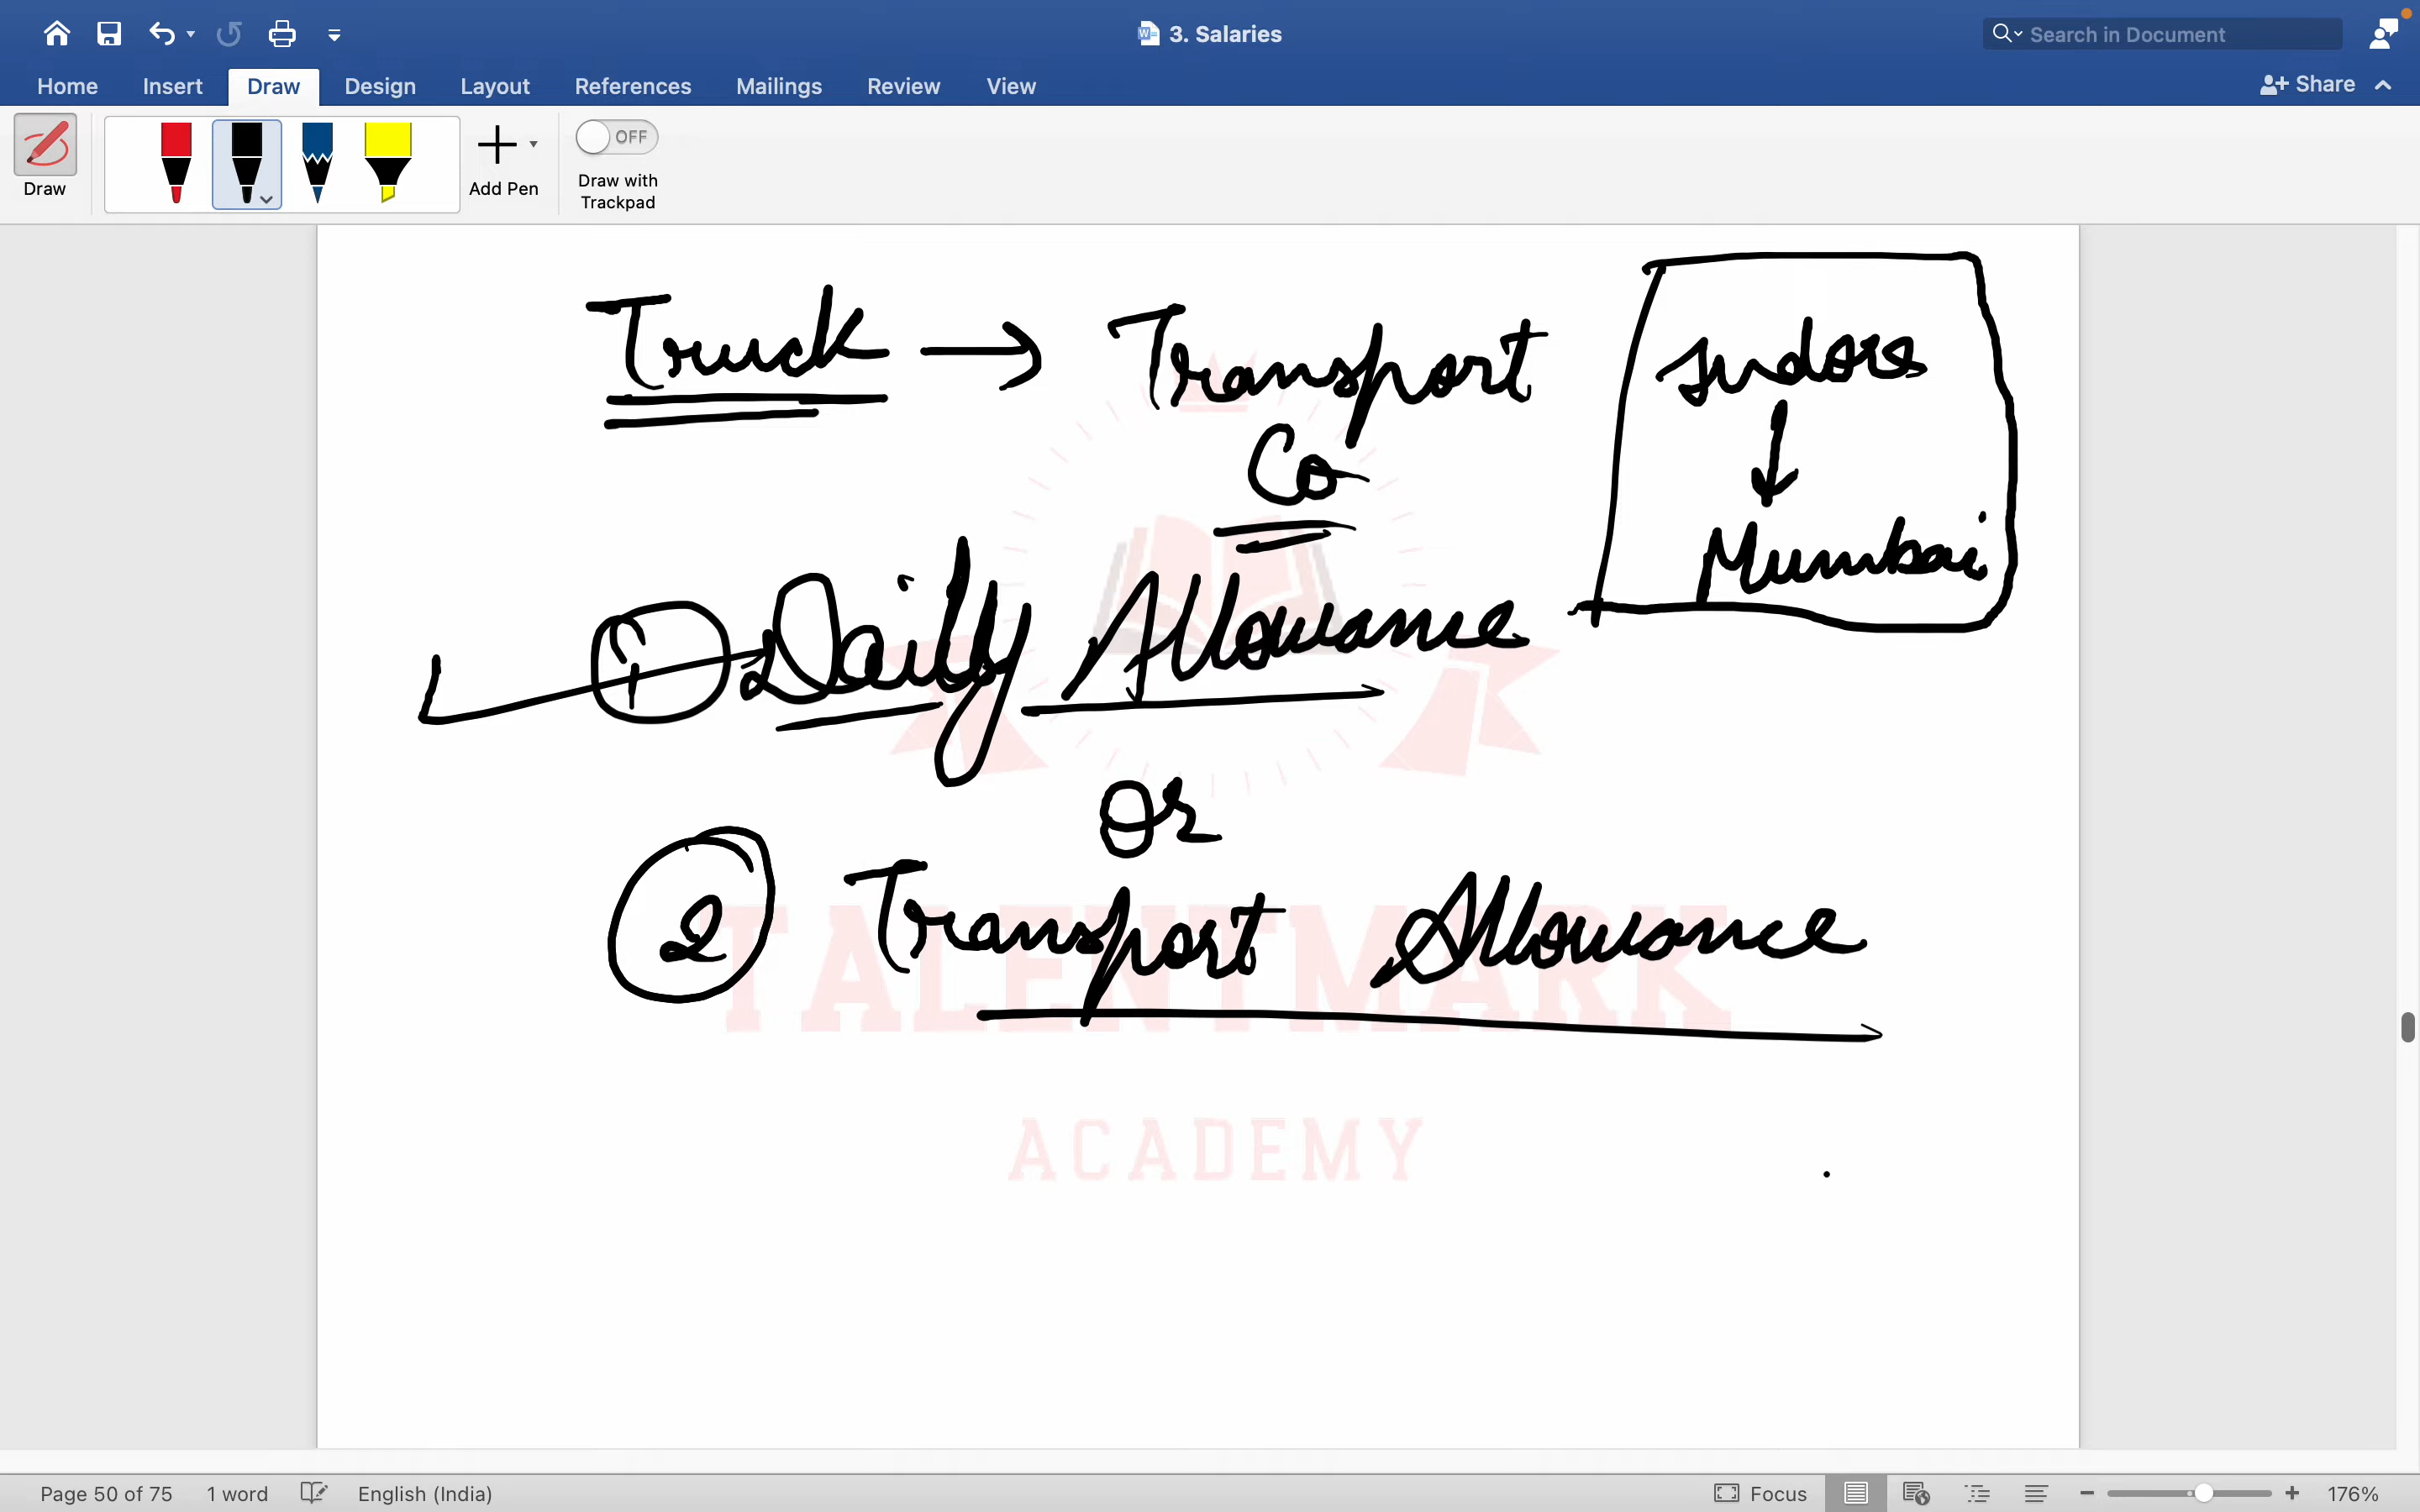 3. Salaries
Search in Document
Home Insert Draw Design Layout References Mailings Review View
Share
Draw
Add Pen
OFF
Draw with
Trackpad
Truck → Transport
Co
Indore
↓
Mumbai
1 Daily Allowance
or
2 Transport Allowance
TALENTMARK
ACADEMY
Page 50 of 75 1 word English (India) Focus 176%